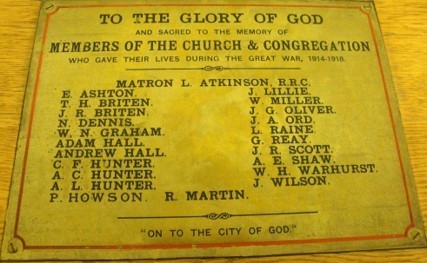 TO THE GLORY OF GOD
AND SACRED TO THE MEMORY OF
MEMBERS OF THE CHURCH & CONGREGATION
WHO GAVE THEIR LIVES DURING THE GREAT WAR, 1914-1918.
MATRON L. ATKINSON, R.R.C.
E. ASHTON. J. LILLIE.
T. H. BRITEN. W. MILLER.
J. R. BRITEN. J. G. OLIVER.
N. DENNIS. J. A. ORD.
W. N. GRAHAM. L. RAINE.
ADAM HALL. G. REAY.
ANDREW HALL. J. R. SCOTT.
C. F. HUNTER. A. E. SHAW.
A. C. HUNTER. W. H. WARHURST.
A. L. HUNTER. J. WILSON.
P. HOWSON. R. MARTIN.
"ON TO THE CITY OF GOD."